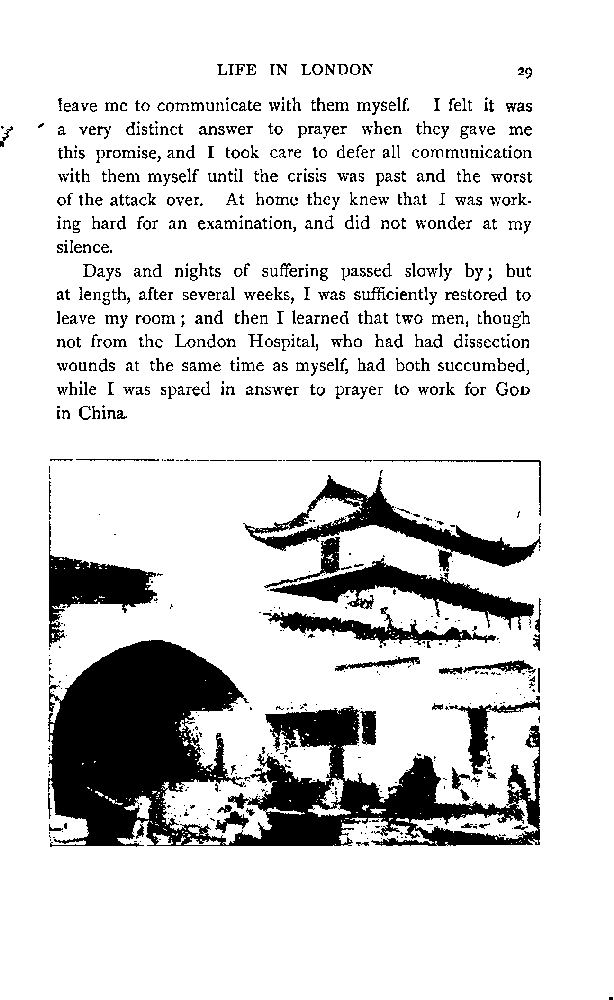 LIFE IN LONDON 29
leave me to communicate with them myself. I felt it was
a very distinct answer to prayer when they gave me
this promise, and I took care to defer all communication
with them myself until the crisis was past and the worst
of the attack over. At home they knew that I was work-
ing hard for an examination, and did not wonder at my
silence.
Days and nights of suffering passed slowly by; but
at length, after several weeks, I was sufficiently restored to
leave my room; and then I learned that two men, though
not from the London Hospital, who had had dissection
wounds at the same time as myself, had both succumbed,
while I was spared in answer to prayer to work for GOD
in China.